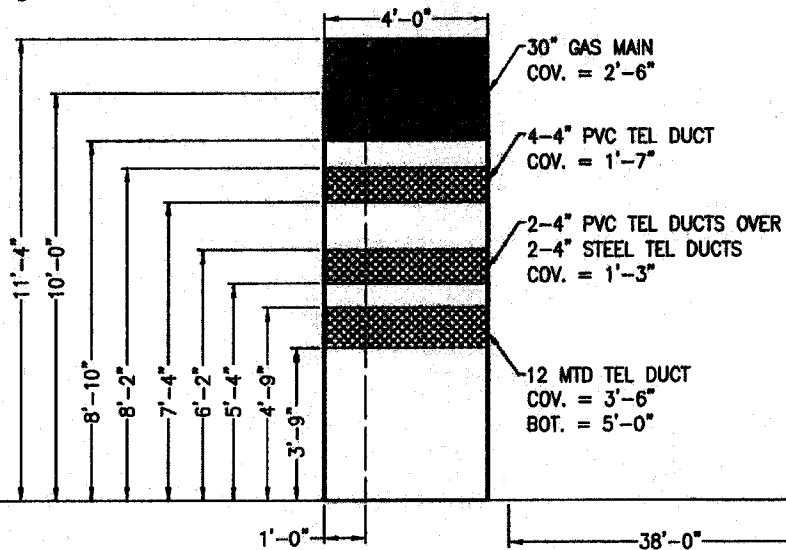 4'-0"
30" GAS MAIN
COV. = 2'-6"
4-4" PVC TEL DUCT
COV. = 1'-7"
2-4" PVC TEL DUCTS OVER
2-4" STEEL TEL DUCTS
COV. = 1'-3"
12 MTD TEL DUCT
COV. = 3'-6"
BOT. = 5'-0"
11'-4"
10'-0"
8'-10"
8'-2"
7'-4"
6'-2"
5'-4"
4'-9"
3'-9"
1'-0"
38'-0"